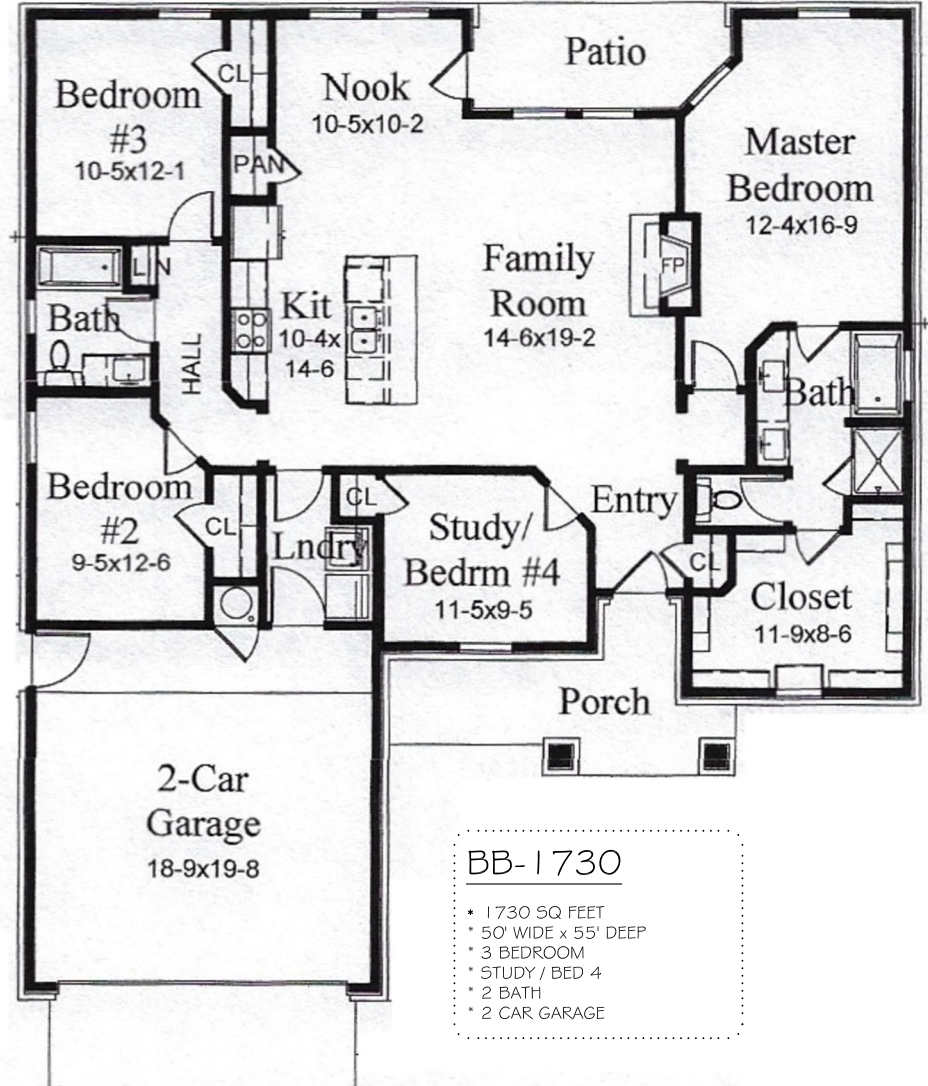 Patio
CL
Nook
10-5x10-2
Bedroom
#3
10-5x12-1
Master
Bedroom
12-4x16-9
PAN
Family
Room
14-6x19-2
FP
LIN
Kit
10-4x
14-6
Bath
HALL
Bath
Bedroom
#2
9-5x12-6
CL
CL
Lndry
Study/
Bedrm #4
11-5x9-5
Entry
CL
Closet
11-9x8-6
Porch
2-Car
Garage
18-9x19-8
BB-1730
* 1730 SQ FEET
* 50' WIDE x 55' DEEP
* 3 BEDROOM
* STUDY / BED 4
* 2 BATH
* 2 CAR GARAGE